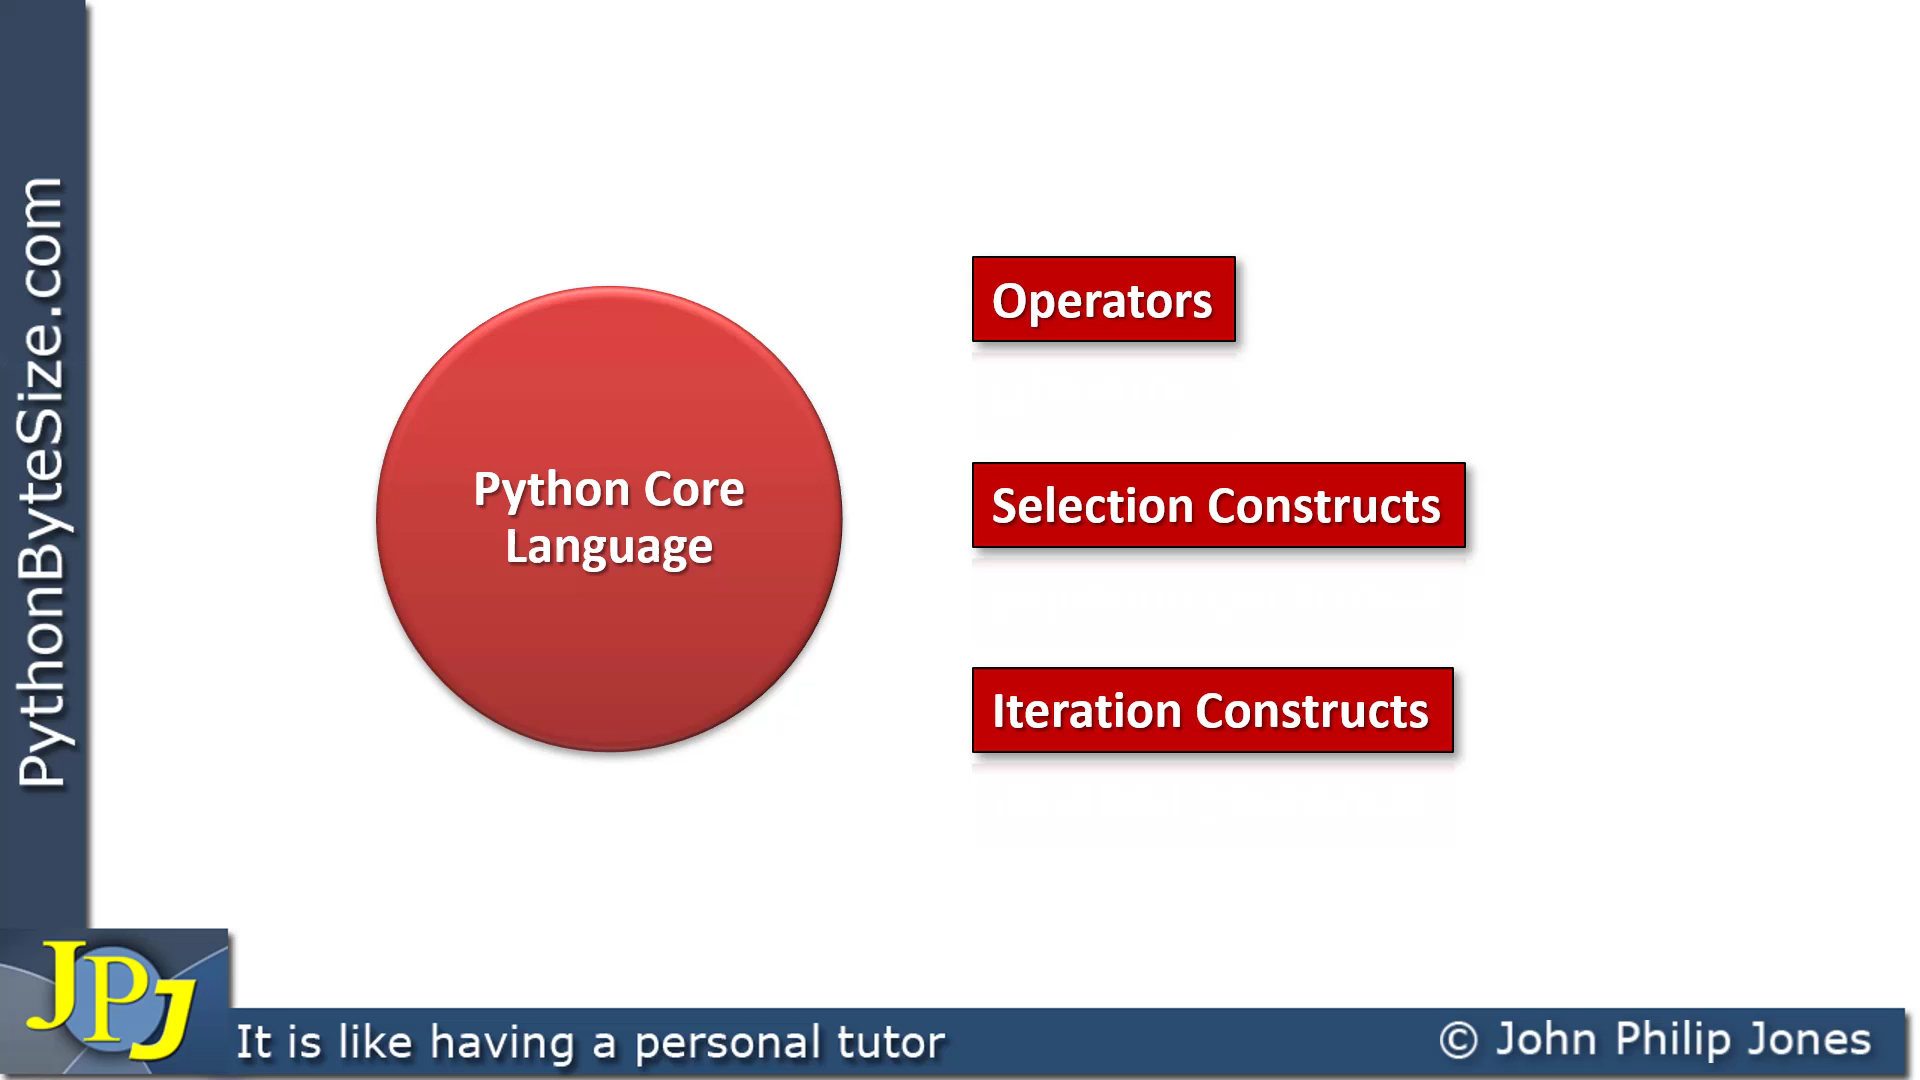 PythonByteSize.com
Python Core
Language
Operators
Selection Constructs
Iteration Constructs
JPJ
It is like having a personal tutor
© John Philip Jones